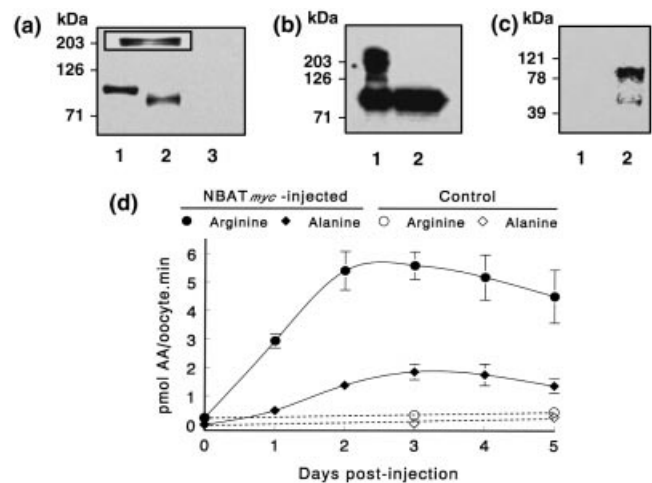 (a) kDa
203
126
71
1 2 3
(b) kDa
203
126
71
1 2
(c) kDa
121
78
39
1 2
(d)
NBAT myc -injected Control
Arginine Alanine Arginine Alanine
pmol AA/oocyte.min
6
5
4
3
2
1
0
0 1 2 3 4 5
Days post-injection